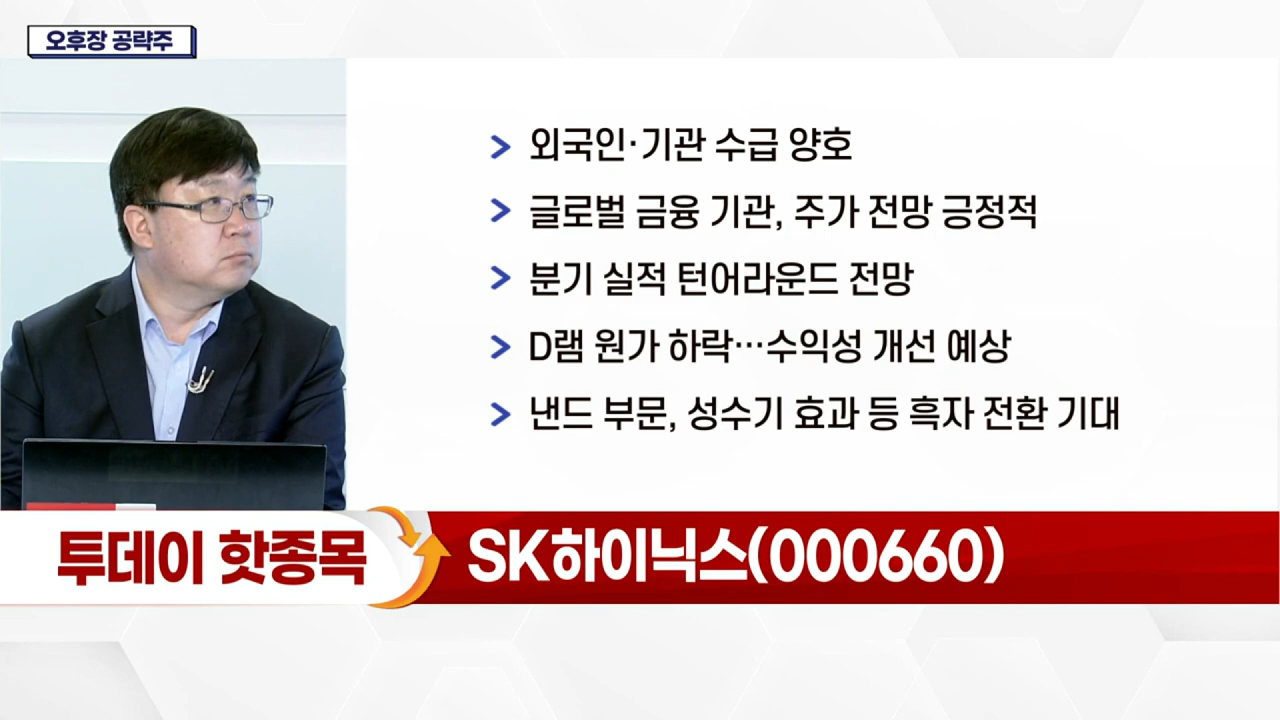 오후장 공략주
외국인·기관 수급 양호
글로벌 금융 기관, 주가 전망 긍정적
분기 실적 턴어라운드 전망
D램 원가 하락…수익성 개선 예상
낸드 부문, 성수기 효과 등 흑자 전환 기대
투데이 핫종목
SK하이닉스(000660)